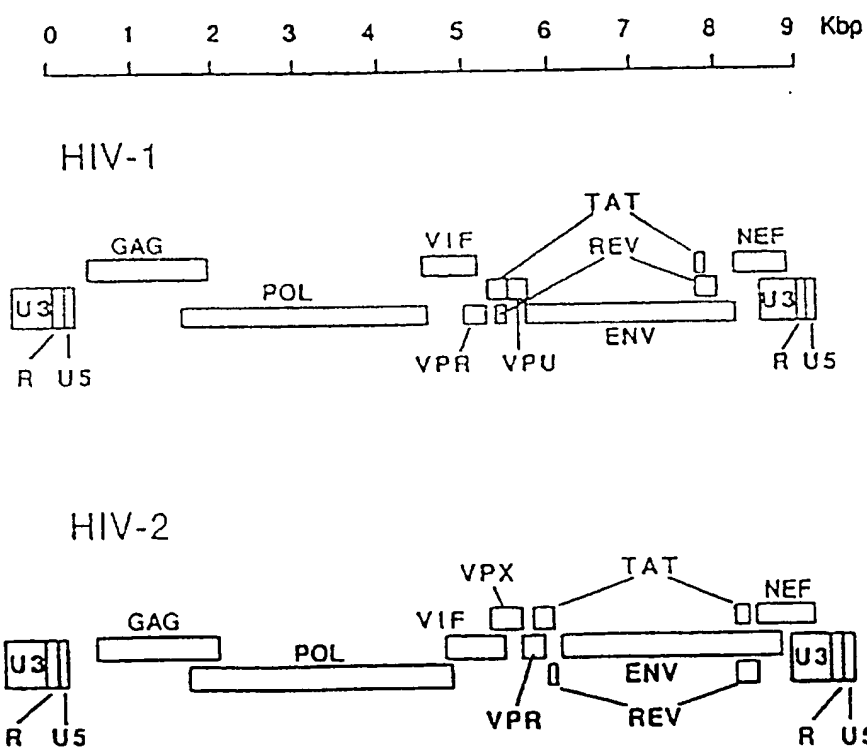 0 1 2 3 4 5 6 7 8 9 Kbp
HIV-1
TAT
GAG VIF REV NEF
U3 POL U3
ENV
R U5 VPR VPU R U5
HIV-2
VPX TAT NEF
GAG VIF
U3 POL ENV U3
R U5 VPR REV R U5